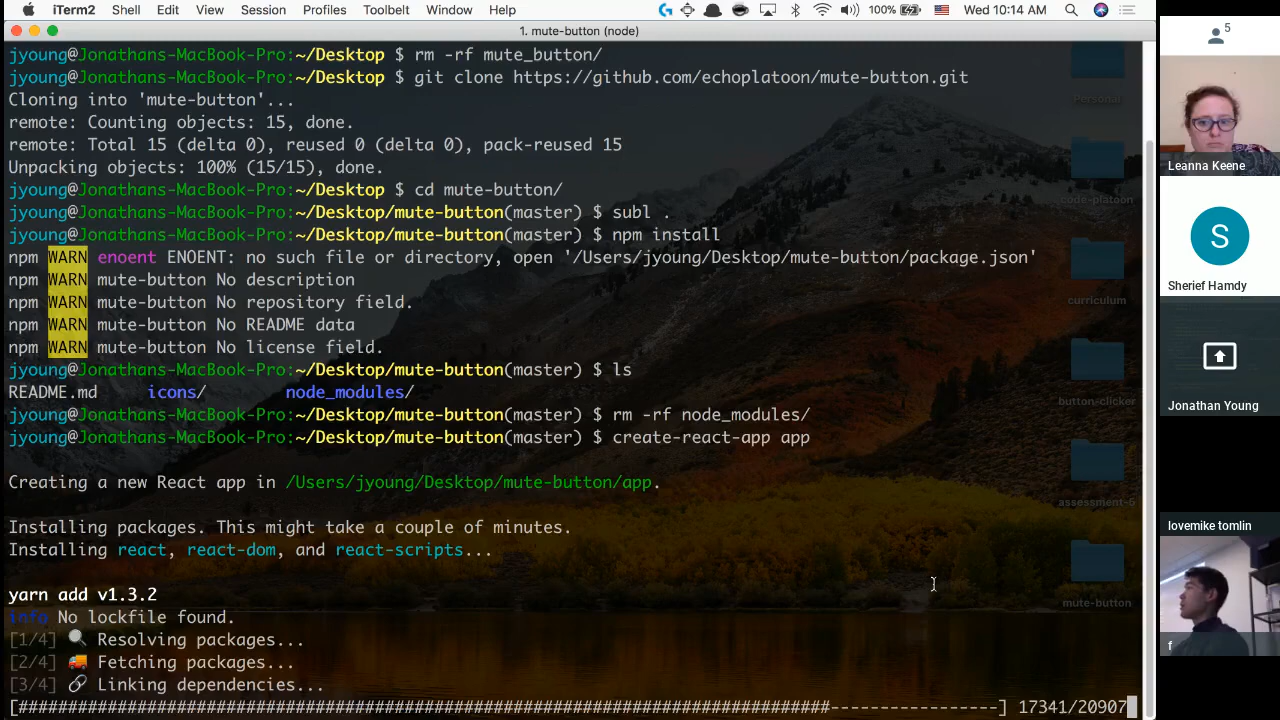 iTerm2 Shell Edit View Session Profiles Toolbelt Window Help 100% Wed 10:14 AM
1. mute-button (node)
jyoung@Jonathans-MacBook-Pro:~/Desktop $ rm -rf mute_button/
jyoung@Jonathans-MacBook-Pro:~/Desktop $ git clone https://github.com/echoplatoon/mute-button.git
Cloning into 'mute-button'...
remote: Counting objects: 15, done.
remote: Total 15 (delta 0), reused 0 (delta 0), pack-reused 15
Unpacking objects: 100% (15/15), done.
jyoung@Jonathans-MacBook-Pro:~/Desktop $ cd mute-button/
jyoung@Jonathans-MacBook-Pro:~/Desktop/mute-button(master) $ subl .
jyoung@Jonathans-MacBook-Pro:~/Desktop/mute-button(master) $ npm install
npm WARN enoent ENOENT: no such file or directory, open '/Users/jyoung/Desktop/mute-button/package.json'
npm WARN mute-button No description
npm WARN mute-button No repository field.
npm WARN mute-button No README data
npm WARN mute-button No license field.
jyoung@Jonathans-MacBook-Pro:~/Desktop/mute-button(master) $ ls
README.md icons/ node_modules/
jyoung@Jonathans-MacBook-Pro:~/Desktop/mute-button(master) $ rm -rf node_modules/
jyoung@Jonathans-MacBook-Pro:~/Desktop/mute-button(master) $ create-react-app app
Creating a new React app in /Users/jyoung/Desktop/mute-button/app.
Installing packages. This might take a couple of minutes.
Installing react, react-dom, and react-scripts...
yarn add v1.3.2
info No lockfile found.
[1/4] Resolving packages...
[2/4] Fetching packages...
[3/4] Linking dependencies...
[##################################################################################-----------------] 17341/20907
Personal
code-platoon
curriculum
button-clicker
assessment-5
mute-button
5
Leanna Keene
S
Sherief Hamdy
Jonathan Young
lovemike tomlin
f